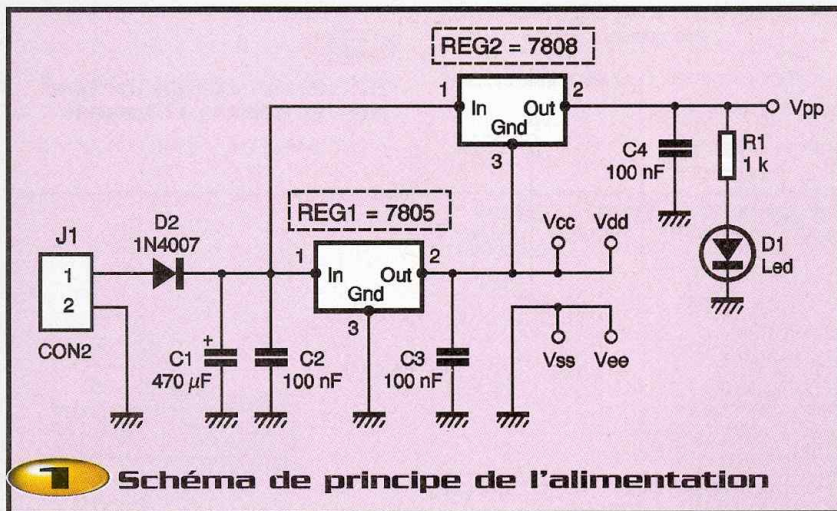 REG2 = 7808
1
In
Out
2
Gnd
3
Vpp
C4
100 nF
R1
1 k
D1
Led
REG1 = 7805
1
In
Out
2
Gnd
3
Vcc
Vdd
Vss
Vee
J1
1
2
CON2
D2
1N4007
+
C1
470 µF
C2
100 nF
C3
100 nF
1 Schéma de principe de l'alimentation